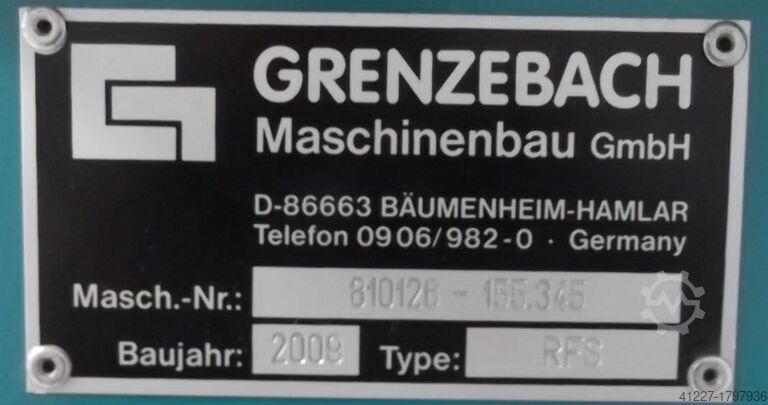 GRENZEBACH
Maschinenbau GmbH
D-86663 BÄUMENHEIM-HAMLAR
Telefon 0906/982-0 · Germany
Masch.-Nr.: 810126 - 155.345
Baujahr: 2009 Type: RFS
41227-1797936